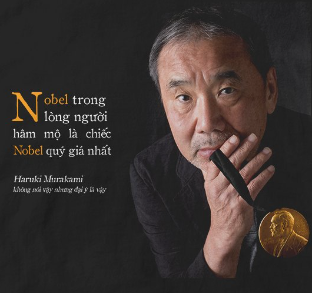 Nobel trong
lòng người
hâm mộ là chiếc
Nobel quý giá nhất
Haruki Murakami
không nói vậy nhưng đại ý là vậy